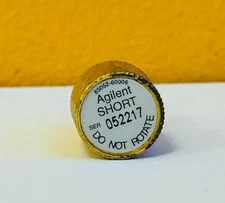 85052-60006
Agilent
SHORT
SER 052217
DO NOT ROTATE